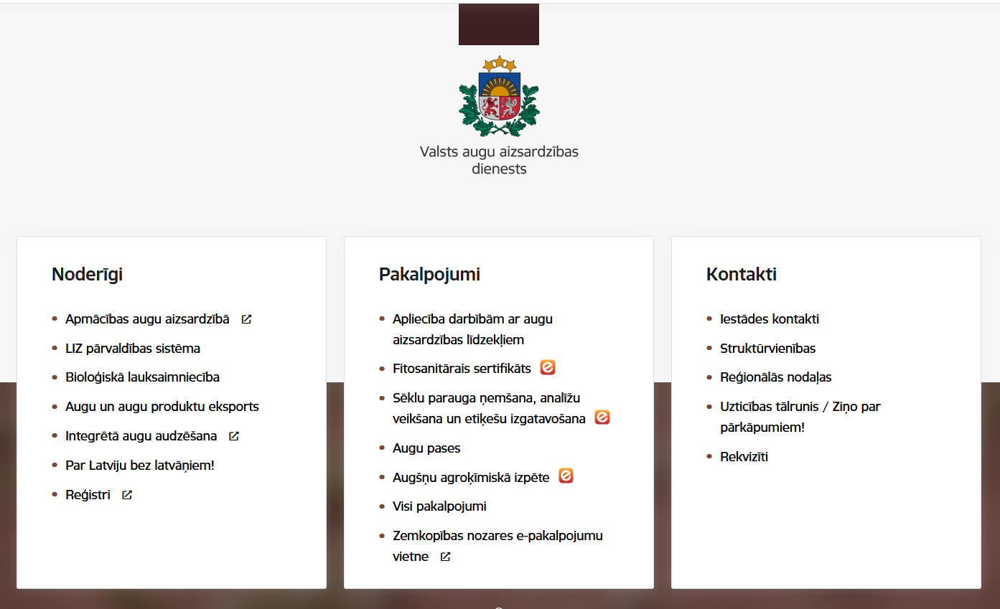 Valsts augu aizsardzības
dienests
Noderīgi
Apmācības augu aizsardzībā
LIZ pārvaldības sistēma
Bioloģiskā lauksaimniecība
Augu un augu produktu eksports
Integrētā augu audzēšana
Par Latviju bez latvāņiem!
Reģistri
Pakalpojumi
Apliecība darbībām ar augu
aizsardzības līdzekļiem
Fitosanitārais sertifikāts
Sēklu parauga ņemšana, analīžu
veikšana un etiķešu izgatavošana
Augu pases
Augšņu agroķīmiskā izpēte
Visi pakalpojumi
Zemkopības nozares e-pakalpojumu
vietne
Kontakti
Iestādes kontakti
Struktūrvienības
Reģionālās nodaļas
Uzticības tālrunis / Ziņo par
pārkāpumiem!
Rekvizīti